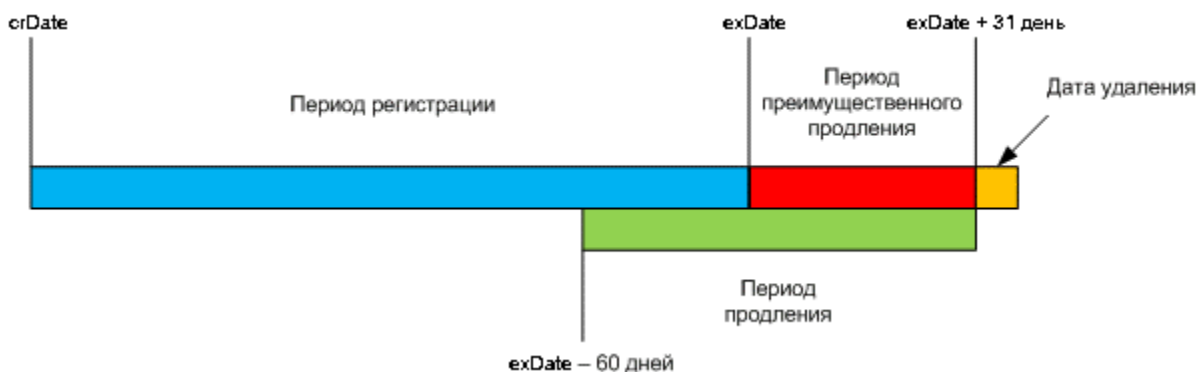 crDate
exDate
exDate + 31 день
Период регистрации
Период
преимущественного
продления
Дата удаления
Период
продления
exDate – 60 дней